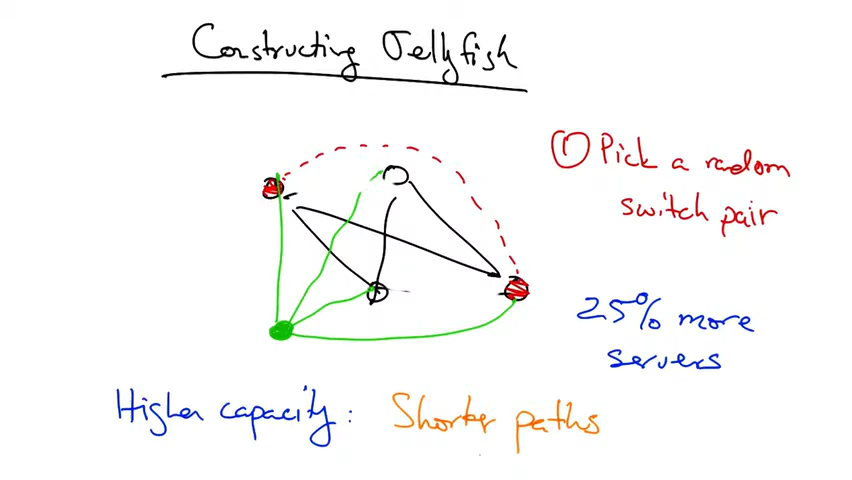 Constructing Jellyfish
① Pick a random
switch pair
25% more
servers
Higher capacity: Shorter paths